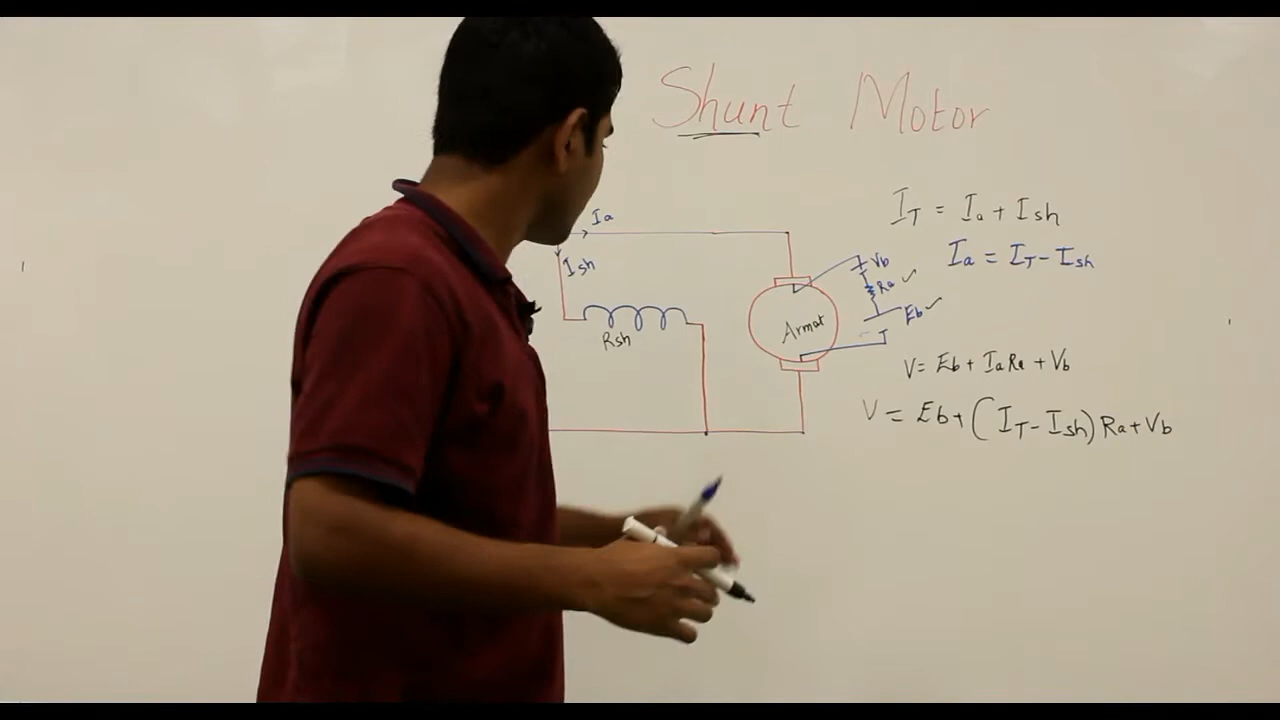 Shunt Motor
IT = Ia + Ish
Ia = IT - Ish
Ia
Ish
Rsh
Armat
Vb
Ra ✓
Eb ✓
V = Eb + IaRa + Vb
V = Eb + (IT - Ish) Ra + Vb